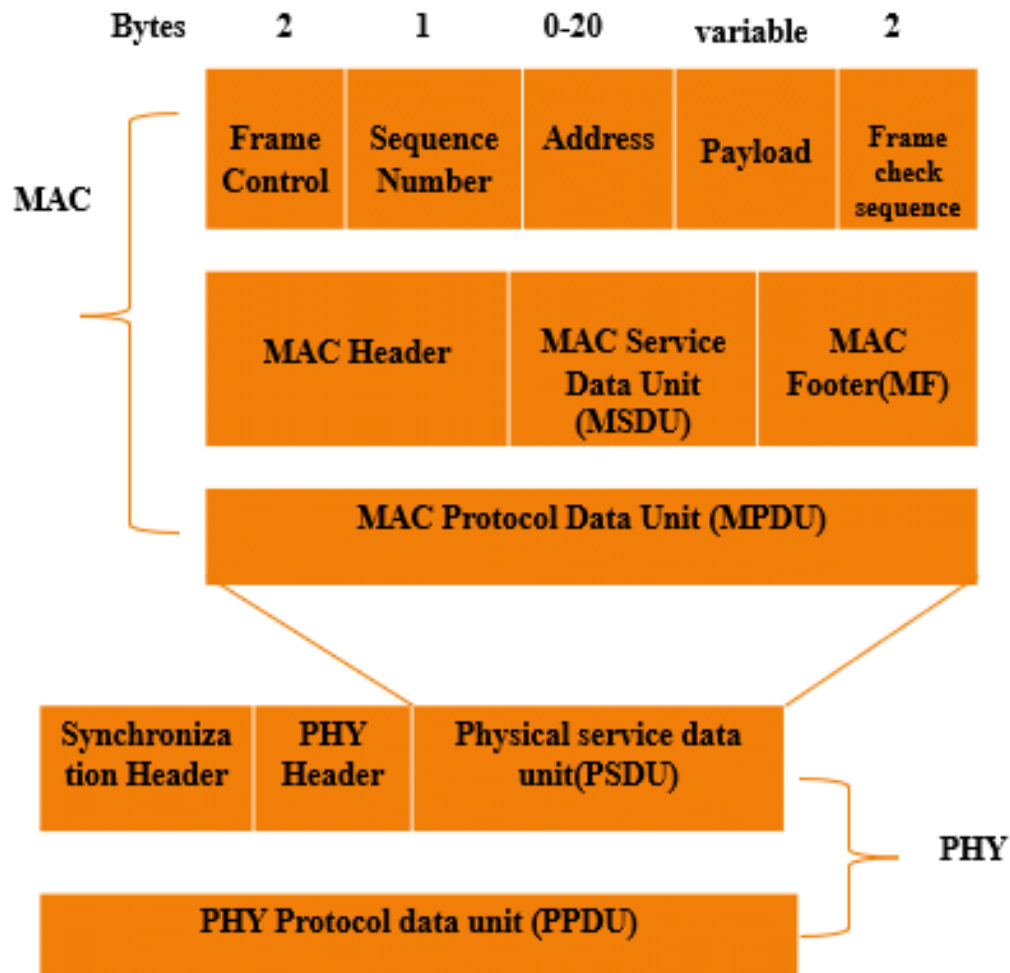 Bytes 2 1 0-20 variable 2
Frame
Control
Sequence
Number
Address
Payload
Frame
check
sequence
MAC
MAC Header
MAC Service
Data Unit
(MSDU)
MAC
Footer(MF)
MAC Protocol Data Unit (MPDU)
Synchroniza
tion Header
PHY
Header
Physical service data
unit(PSDU)
PHY
PHY Protocol data unit (PPDU)